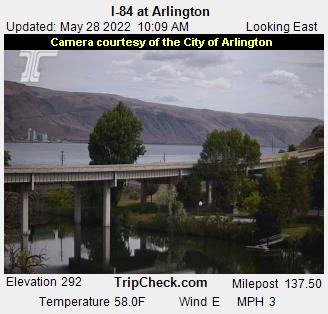 I-84 at Arlington
Updated: May 28 2022 10:09 AM Looking East
Camera courtesy of the City of Arlington
Elevation 292 TripCheck.com Milepost 137.50
Temperature 58.0F Wind E MPH 3